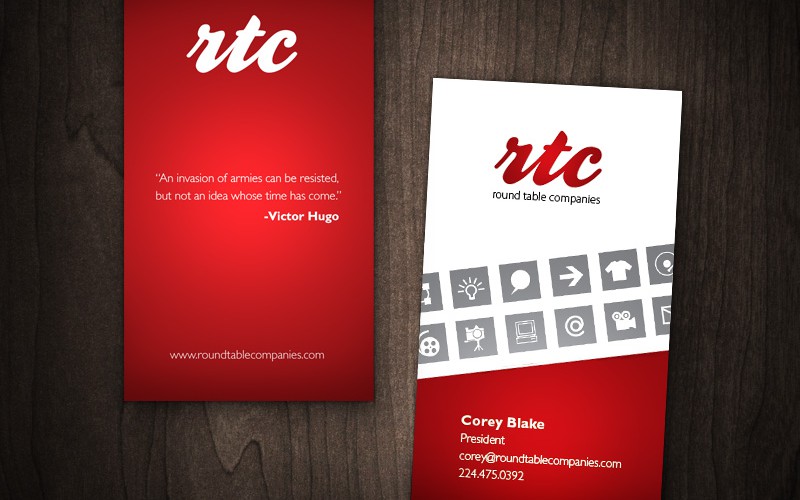 rtc
“An invasion of armies can be resisted,
but not an idea whose time has come.”
-Victor Hugo
www.roundtablecompanies.com
rtc
round table companies
@
Corey Blake
President
corey@roundtablecompanies.com
224.475.0392